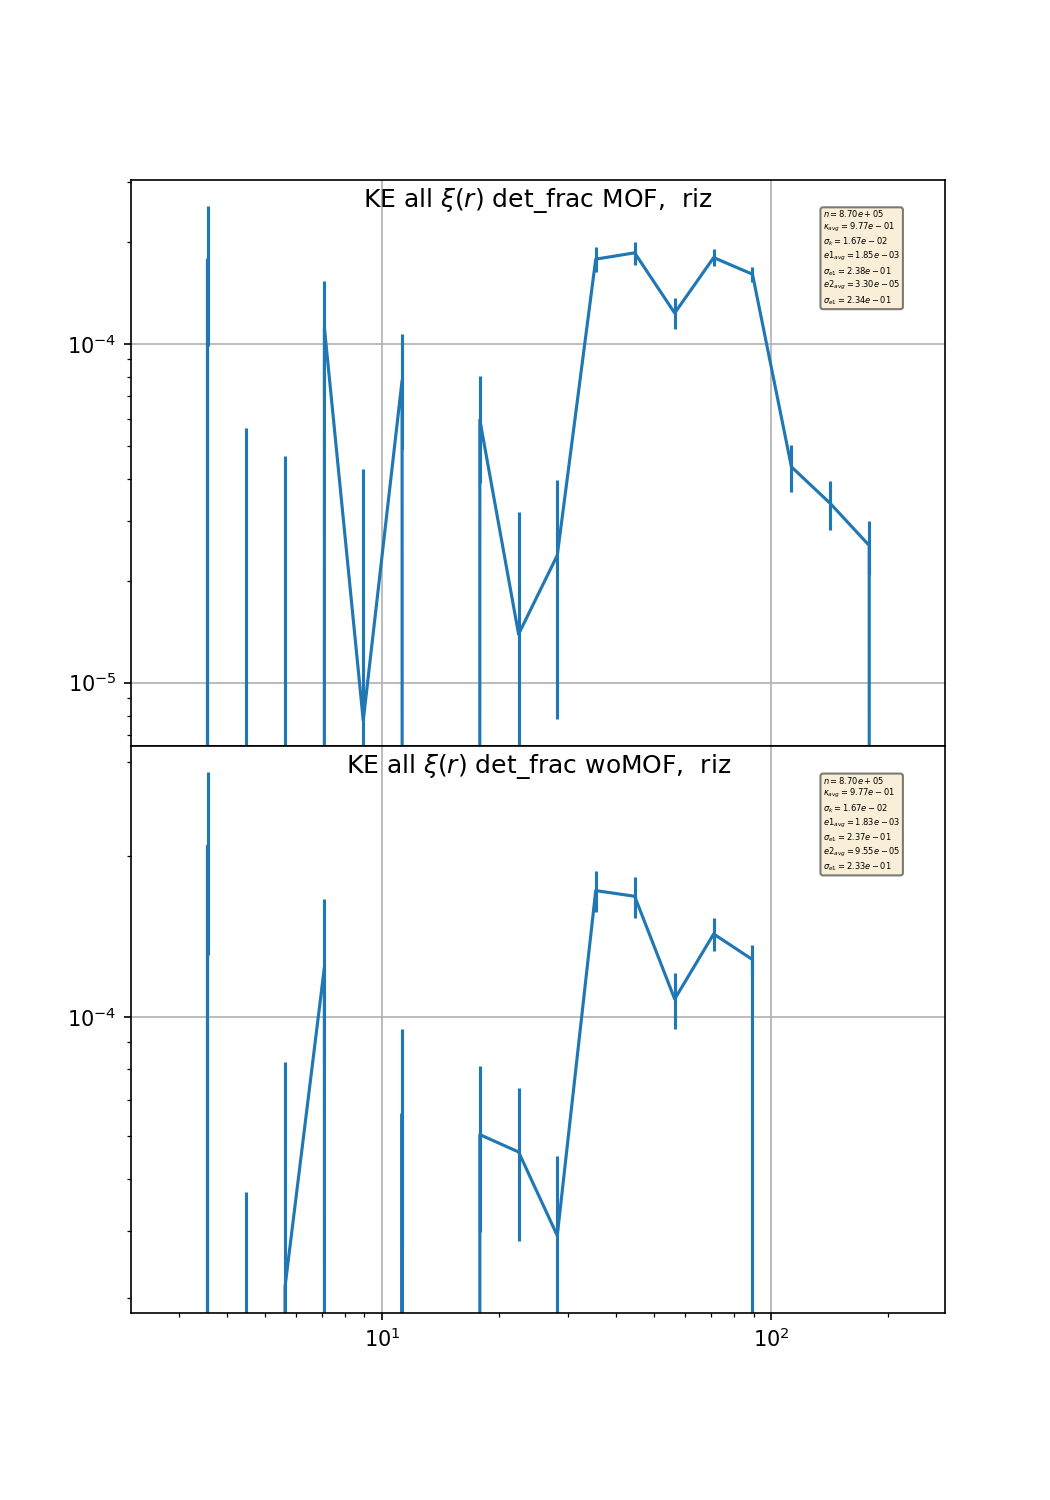 KE all ξ(r) det_frac MOF, riz
n = 8.70e + 05
κavg = 9.77e − 01
σk = 1.67e − 02
e1avg = 1.85e − 03
σe1 = 2.38e − 01
e2avg = 3.30e − 05
σe1 = 2.34e − 01
10⁻⁴
10⁻⁵
KE all ξ(r) det_frac woMOF, riz
n = 8.70e + 05
κavg = 9.77e − 01
σk = 1.67e − 02
e1avg = 1.83e − 03
σe1 = 2.37e − 01
e2avg = 9.55e − 05
σe1 = 2.33e − 01
10⁻⁴
10¹ 10²